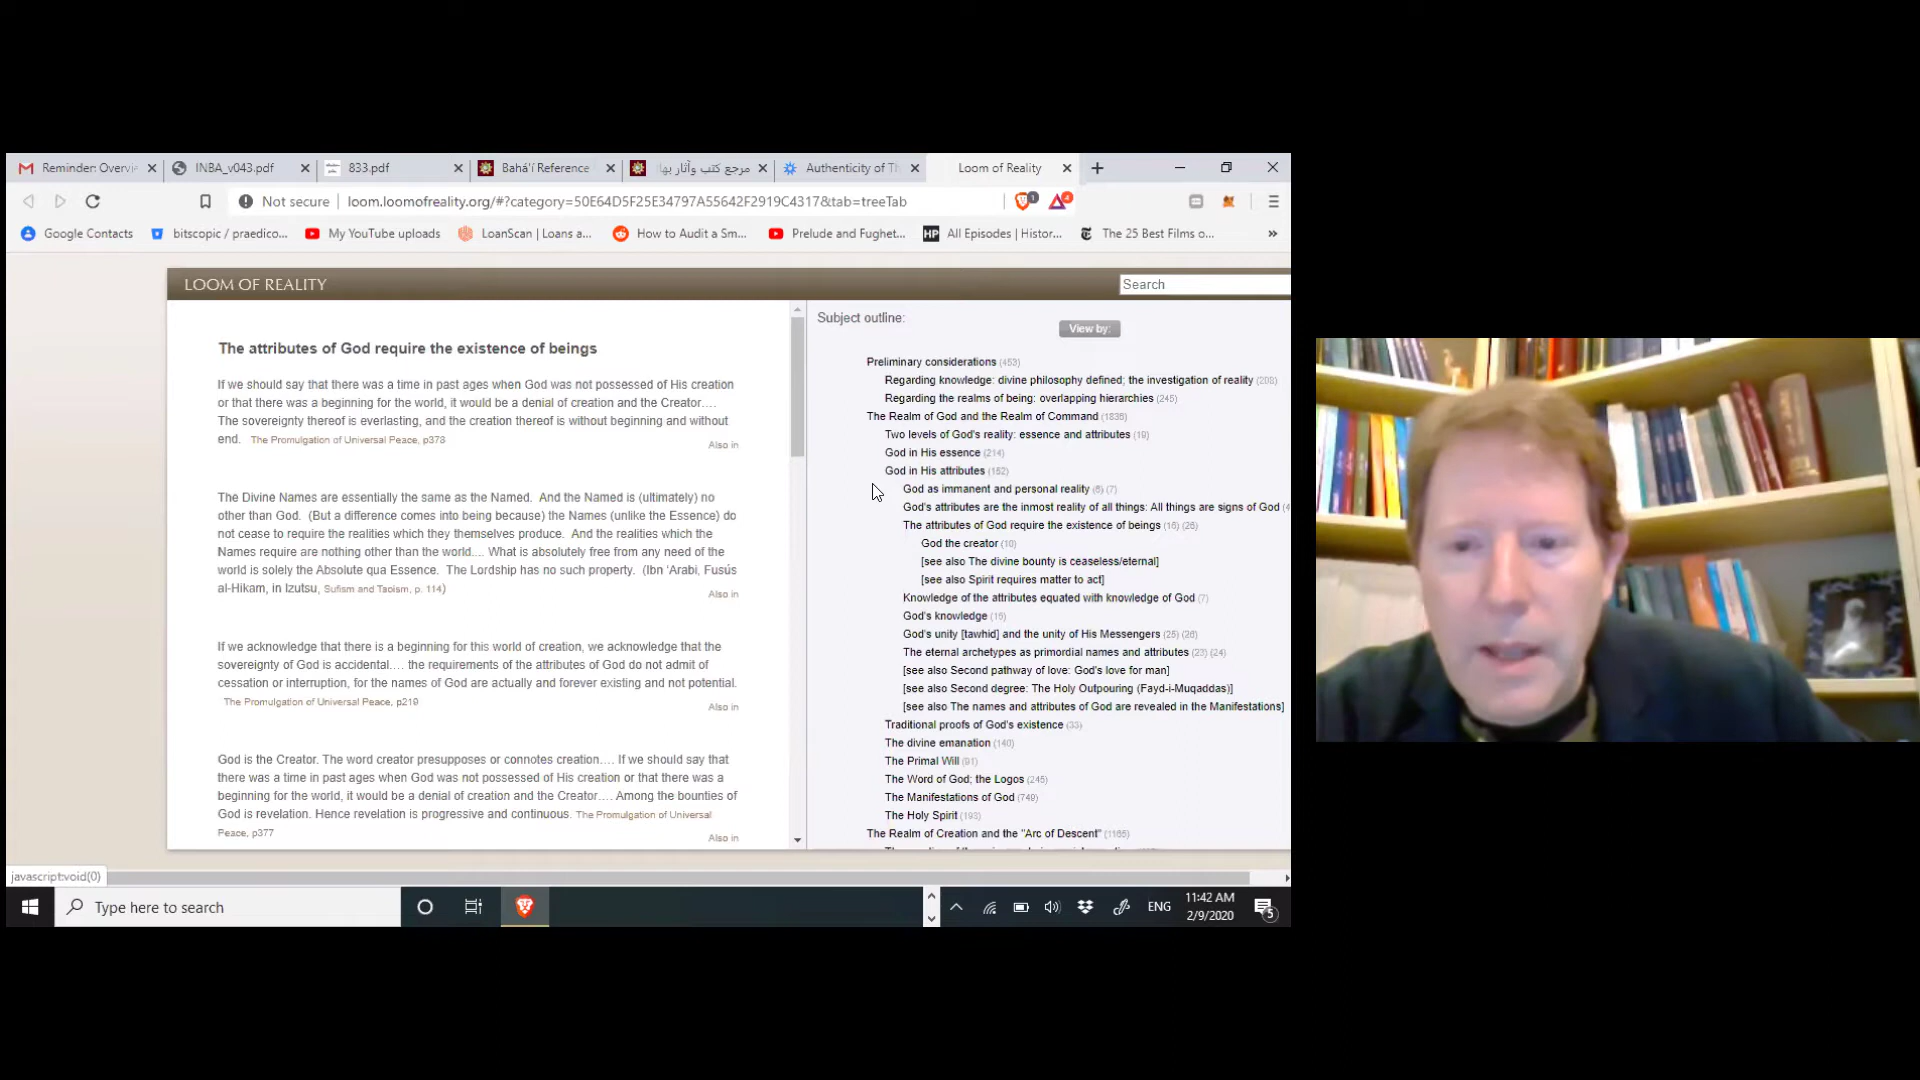 Reminder: Overvi
INBA_v043.pdf
833.pdf
Bahá'í Reference
مرجع كتب وآثار بها
Authenticity of Th
Loom of Reality
Not secure
loom.loomofreality.org/#?category=50E64D5F25E34797A55642F2919C4317&tab=treeTab
1
4
Google Contacts
bitscopic / praedico...
My YouTube uploads
LoanScan | Loans a...
How to Audit a Sm...
Prelude and Fughet...
HP All Episodes | Histor...
The 25 Best Films o...
»
LOOM OF REALITY
Search
The attributes of God require the existence of beings
If we should say that there was a time in past ages when God was not possessed of His creation
or that there was a beginning for the world, it would be a denial of creation and the Creator....
The sovereignty thereof is everlasting, and the creation thereof is without beginning and without
end. The Promulgation of Universal Peace, p378
Also in
The Divine Names are essentially the same as the Named. And the Named is (ultimately) no
other than God. (But a difference comes into being because) the Names (unlike the Essence) do
not cease to require the realities which they themselves produce. And the realities which the
Names require are nothing other than the world.... What is absolutely free from any need of the
world is solely the Absolute qua Essence. The Lordship has no such property. (Ibn 'Arabi, Fusús
al-Hikam, in Izutsu, Sufism and Taoism, p. 114)
Also in
If we acknowledge that there is a beginning for this world of creation, we acknowledge that the
sovereignty of God is accidental.... the requirements of the attributes of God do not admit of
cessation or interruption, for the names of God are actually and forever existing and not potential.
The Promulgation of Universal Peace, p219
Also in
God is the Creator. The word creator presupposes or connotes creation.... If we should say that
there was a time in past ages when God was not possessed of His creation or that there was a
beginning for the world, it would be a denial of creation and the Creator.... Among the bounties of
God is revelation. Hence revelation is progressive and continuous. The Promulgation of Universal
Peace, p377
Also in
Subject outline:
View by:
Preliminary considerations (453)
Regarding knowledge: divine philosophy defined; the investigation of reality (208)
Regarding the realms of being: overlapping hierarchies (245)
The Realm of God and the Realm of Command (1836)
Two levels of God's reality: essence and attributes (19)
God in His essence (214)
God in His attributes (152)
God as immanent and personal reality (6) (7)
God's attributes are the inmost reality of all things: All things are signs of God (4
The attributes of God require the existence of beings (16) (26)
God the creator (10)
[see also The divine bounty is ceaseless/eternal]
[see also Spirit requires matter to act]
Knowledge of the attributes equated with knowledge of God (7)
God's knowledge (15)
God's unity [tawhid] and the unity of His Messengers (25) (26)
The eternal archetypes as primordial names and attributes (23) (24)
[see also Second pathway of love: God's love for man]
[see also Second degree: The Holy Outpouring (Fayd-i-Muqaddas)]
[see also The names and attributes of God are revealed in the Manifestations]
Traditional proofs of God's existence (33)
The divine emanation (140)
The Primal Will (91)
The Word of God; the Logos (245)
The Manifestations of God (749)
The Holy Spirit (193)
The Realm of Creation and the "Arc of Descent" (1165)
javascript:void(0)
Type here to search
ENG
11:42 AM
2/9/2020
5